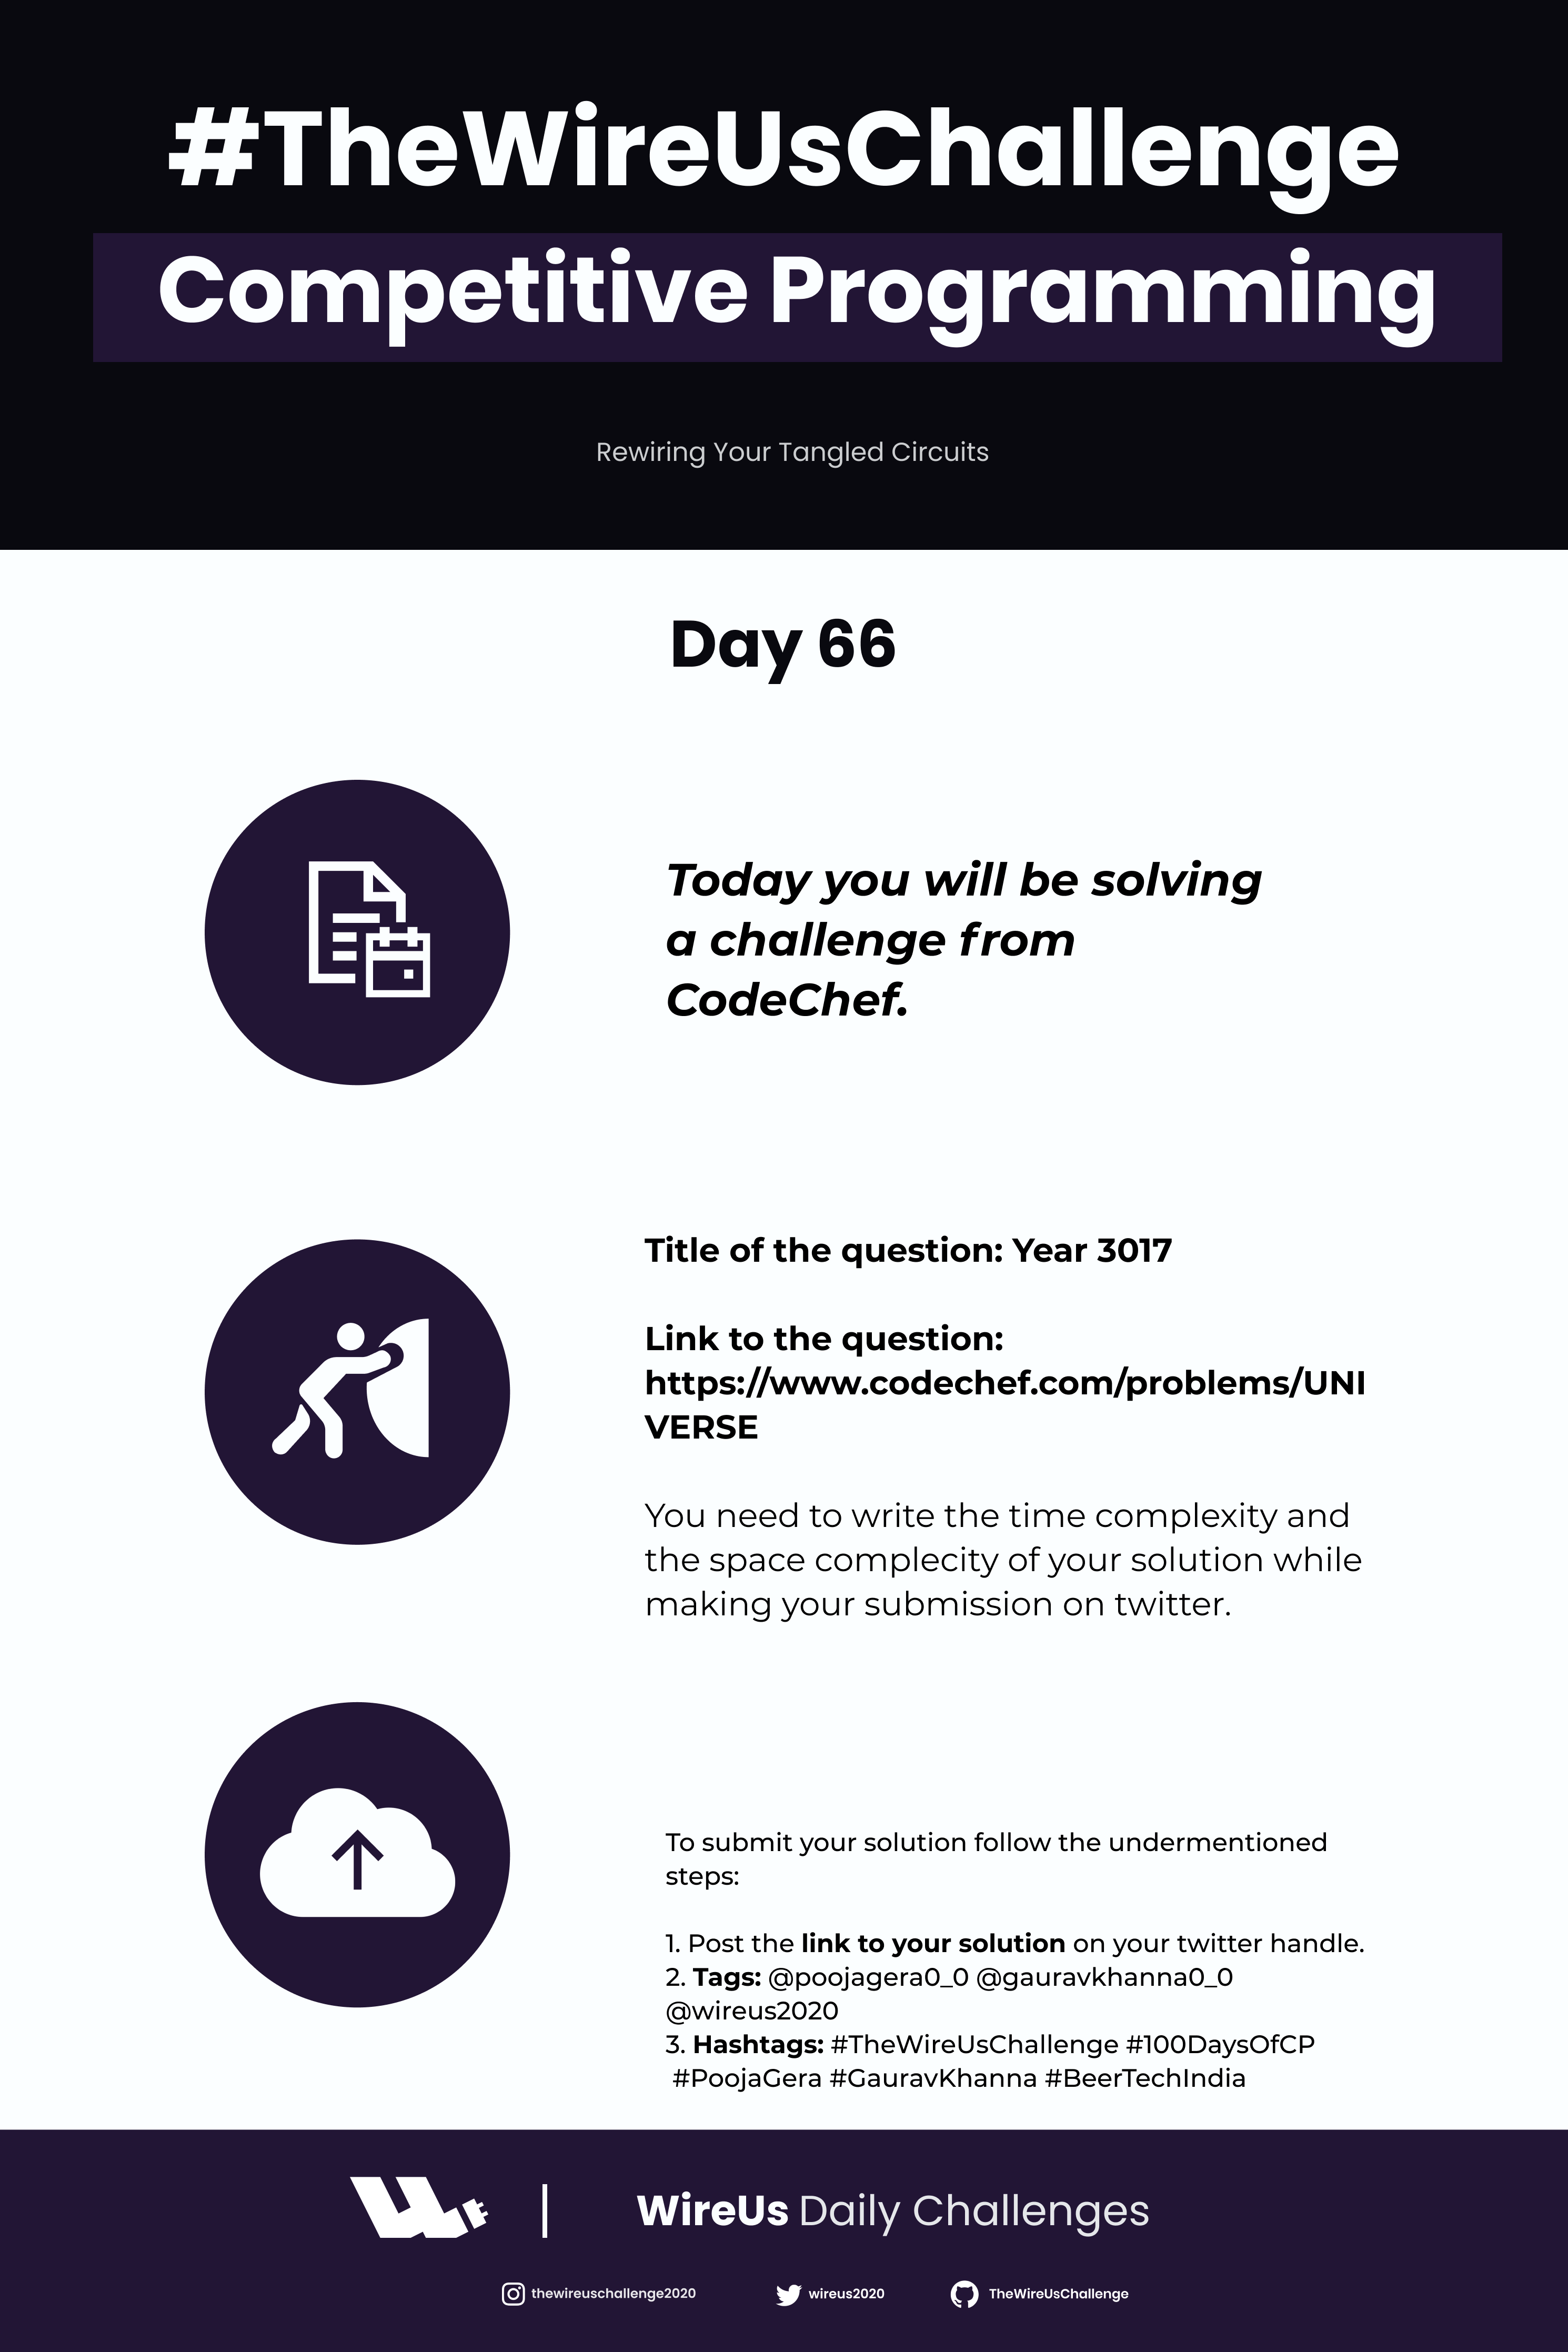 #TheWireUsChallenge
Competitive Programming
Rewiring Your Tangled Circuits
Day 66
Today you will be solving
a challenge from
CodeChef.
Title of the question: Year 3017
Link to the question:
https://www.codechef.com/problems/UNI
VERSE
You need to write the time complexity and
the space complecity of your solution while
making your submission on twitter.
To submit your solution follow the undermentioned
steps:
1. Post the link to your solution on your twitter handle.
2. Tags: @poojagera0_0 @gauravkhanna0_0
@wireus2020
3. Hashtags: #TheWireUsChallenge #100DaysOfCP
#PoojaGera #GauravKhanna #BeerTechIndia
WireUs Daily Challenges
thewireuschallenge2020 wireus2020 TheWireUsChallenge